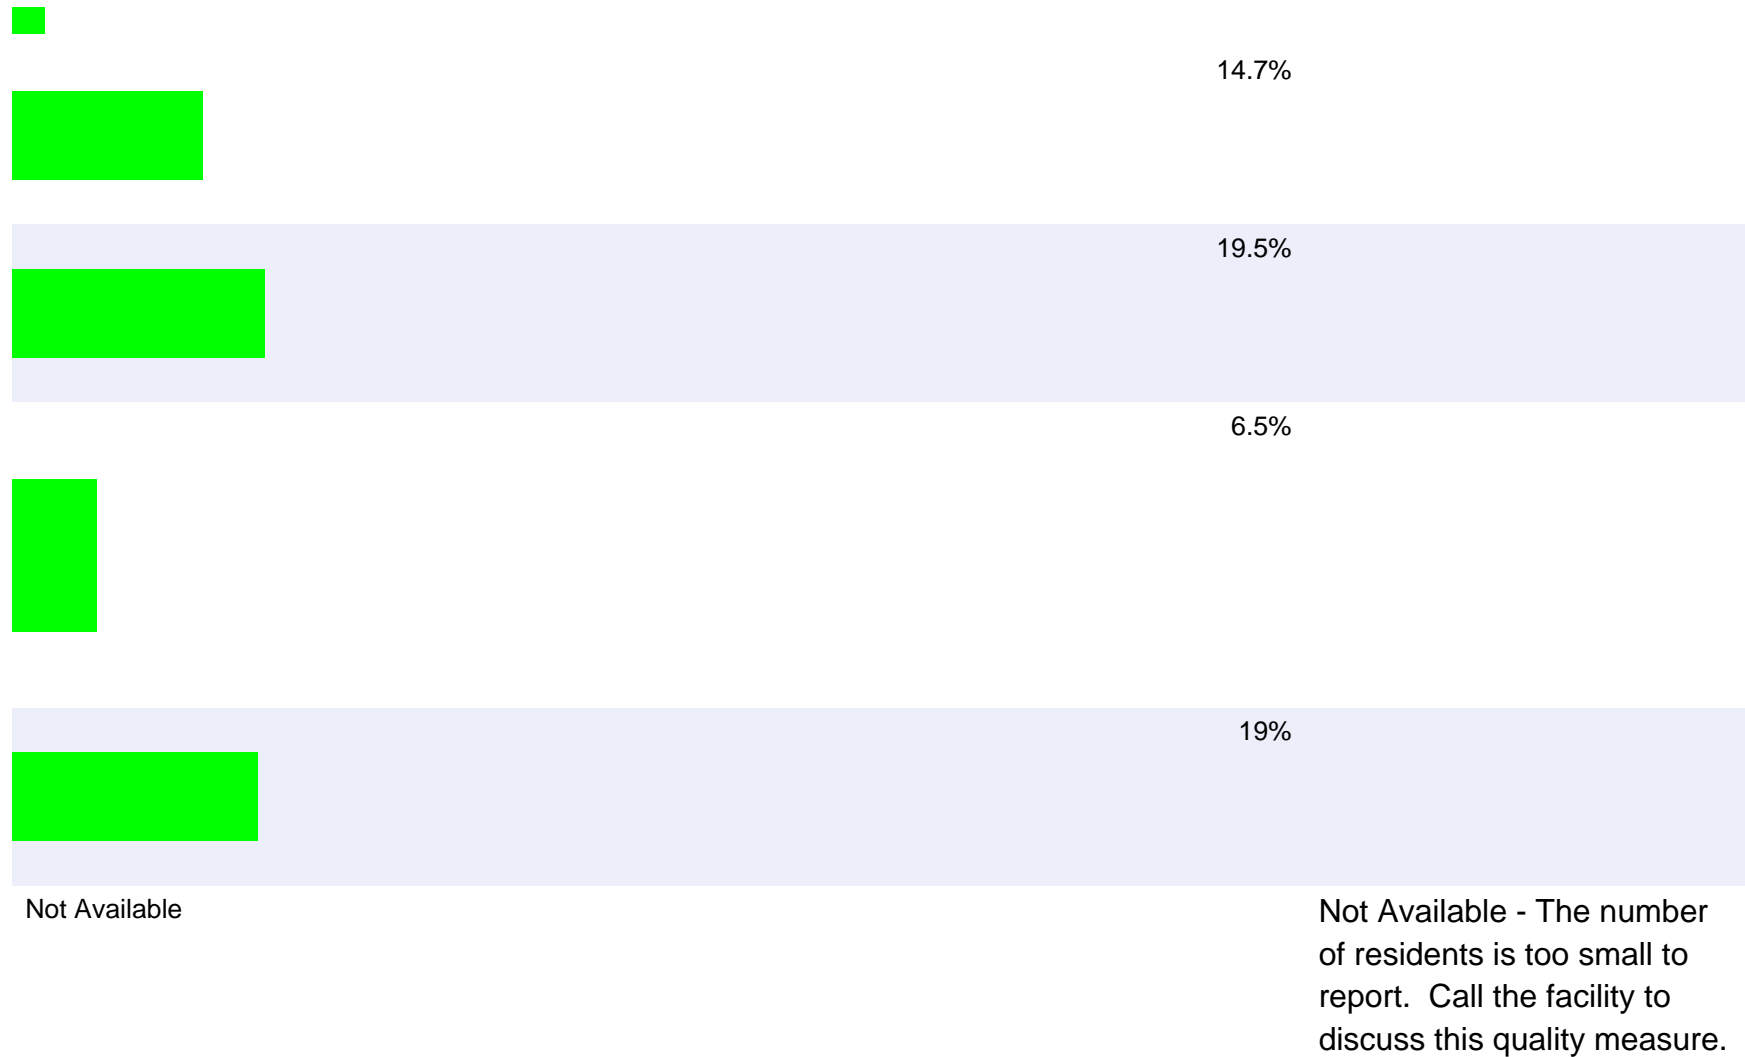 14.7%
19.5%
6.5%
19%
Not Available
Not Available - The number
of residents is too small to
report.  Call the facility to
discuss this quality measure.